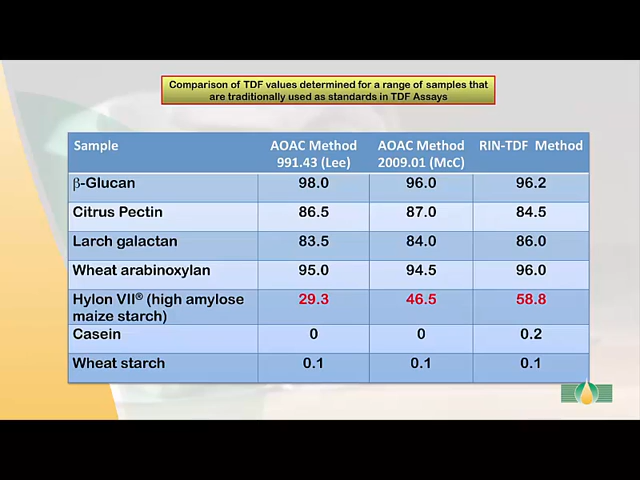 Comparison of TDF values determined for a range of samples that
are traditionally used as standards in TDF Assays
Sample AOAC Method 991.43 (Lee) AOAC Method 2009.01 (McC) RIN-TDF Method
β-Glucan 98.0 96.0 96.2
Citrus Pectin 86.5 87.0 84.5
Larch galactan 83.5 84.0 86.0
Wheat arabinoxylan 95.0 94.5 96.0
Hylon VII® (high amylose maize starch) 29.3 46.5 58.8
Casein 0 0 0.2
Wheat starch 0.1 0.1 0.1